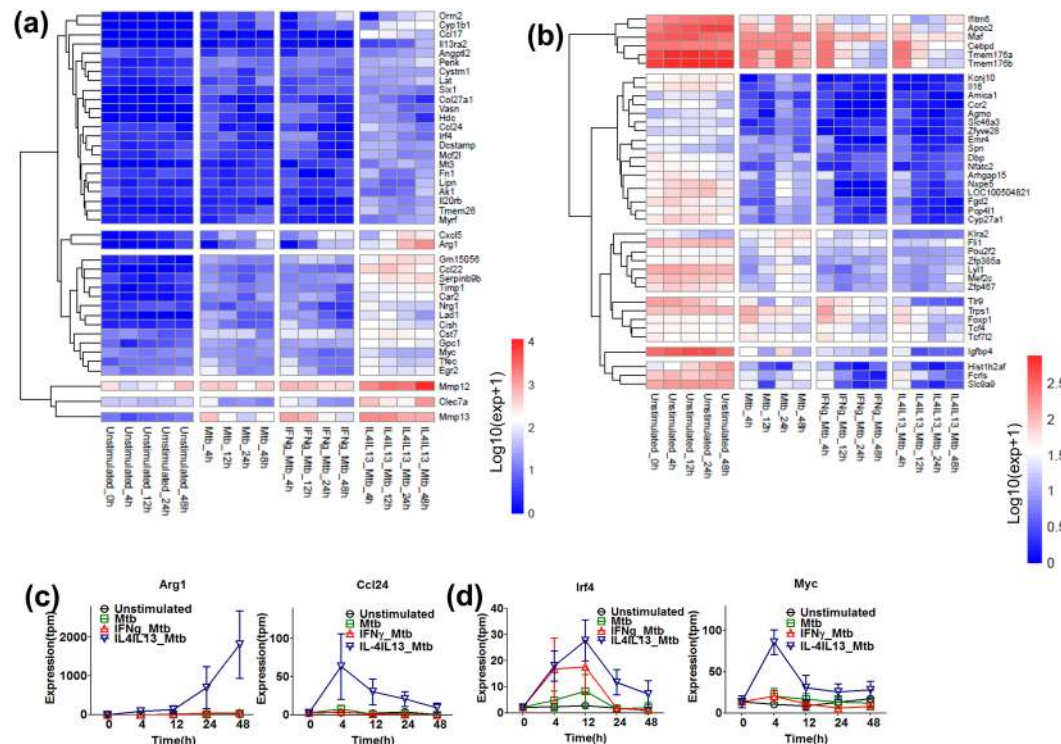 (a)
Orm2
Cyp1b1
Ccl17
Il13ra2
Angptl2
Penk
Cystm1
Lat
Six1
Col27a1
Vasn
Hdc
Ccl24
Irf4
Dcstamp
Mcf2l
Mt3
Fn1
Lipn
Ak1
Il20rb
Tmem26
Myrf
Cxcl5
Arg1
Gm15056
Ccl22
Serpinb9b
Timp1
Car2
Nrg1
Lad1
Cish
Cst7
Gpc1
Myc
Tfec
Egr2
Mmp12
Clec7a
Mmp13
Unstimulated_0h
Unstimulated_4h
Unstimulated_12h
Unstimulated_24h
Unstimulated_48h
Mtb_4h
Mtb_12h
Mtb_24h
Mtb_48h
IFNg_Mtb_4h
IFNg_Mtb_12h
IFNg_Mtb_24h
IFNg_Mtb_48h
IL4IL13_Mtb_4h
IL4IL13_Mtb_12h
IL4IL13_Mtb_24h
IL4IL13_Mtb_48h
4
3
2
1
0
Log10(exp+1)
(b)
Ifitm6
Apoc2
Maf
Cebpd
Tmem176a
Tmem176b
Kcnj10
Il16
Amica1
Ccr2
Agmo
Slc46a3
Zfyve28
Emr4
Spn
Dbp
Nfatc2
Arhgap15
Nxpe5
LOC100504821
Fgd2
Pop4l1
Cyp27a1
Klra2
Fli1
Pou2f2
Zfp385a
Lyl1
Mef2c
Zfp467
Tlr9
Trps1
Foxp1
Tcf4
Tcf7l2
Igfbp4
Hist1h2af
Fcrls
Slc9a9
Unstimulated_0h
Unstimulated_4h
Unstimulated_12h
Unstimulated_24h
Unstimulated_48h
Mtb_4h
Mtb_12h
Mtb_24h
Mtb_48h
IFNg_Mtb_4h
IFNg_Mtb_12h
IFNg_Mtb_24h
IFNg_Mtb_48h
IL4IL13_Mtb_4h
IL4IL13_Mtb_12h
IL4IL13_Mtb_24h
IL4IL13_Mtb_48h
2.5
2
1.5
1
0.5
0
Log10(exp+1)
(c)
Arg1
Expression(tpm)
2000
1000
0
Unstimulated
Mtb
IFNg_Mtb
IL4IL13_Mtb
0 4 12 24 48
Time(h)
Ccl24
Expression(tpm)
100
50
0
Unstimulated
Mtb
IFNγ_Mtb
IL-4IL13_Mtb
0 4 12 24 48
Time(h)
(d)
Irf4
Expression(tpm)
40
30
20
10
0
Unstimulated
Mtb
IFNg_Mtb
IL4IL13_Mtb
0 4 12 24 48
Time(h)
Myc
Expression(tpm)
100
50
0
Unstimulated
Mtb
IFNγ_Mtb
IL-4IL13_Mtb
0 4 12 24 48
Time(h)